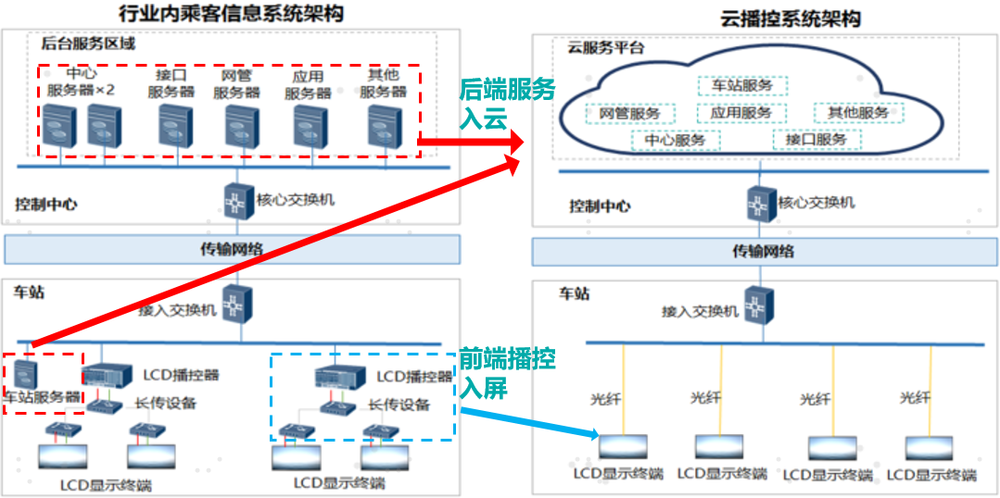 行业内乘客信息系统架构
后台服务区域
中心
服务器×2
接口
服务器
网管
服务器
应用
服务器
其他
服务器
控制中心
核心交换机
传输网络
车站
接入交换机
车站服务器
LCD播控器
长传设备
LCD显示终端
LCD播控器
长传设备
LCD显示终端
后端服务
入云
前端播控
入屏
云播控系统架构
云服务平台
车站服务
网管服务
应用服务
其他服务
中心服务
接口服务
控制中心
核心交换机
传输网络
车站
接入交换机
光纤
光纤
光纤
光纤
LCD显示终端
LCD显示终端
LCD显示终端
LCD显示终端